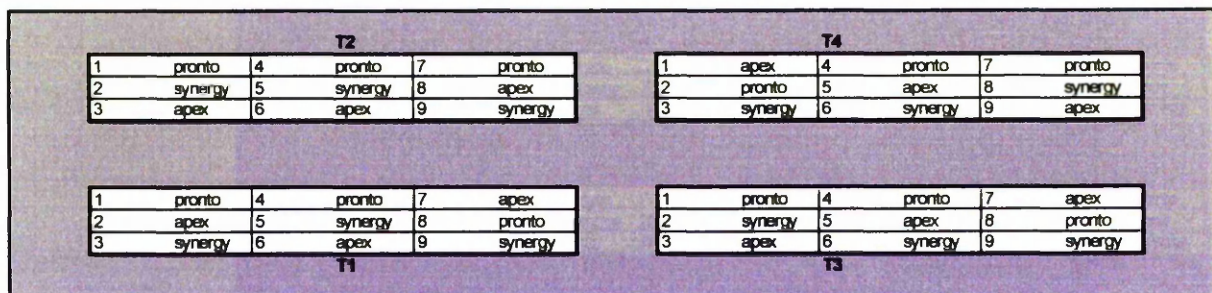 T2
1 pronto 4 pronto 7 pronto
2 synergy 5 synergy 8 apex
3 apex 6 apex 9 synergy
T4
1 apex 4 pronto 7 pronto
2 pronto 5 apex 8 synergy
3 synergy 6 synergy 9 apex
1 pronto 4 pronto 7 apex
2 apex 5 synergy 8 pronto
3 synergy 6 apex 9 synergy
T1
1 pronto 4 pronto 7 apex
2 synergy 5 apex 8 pronto
3 apex 6 synergy 9 synergy
T3